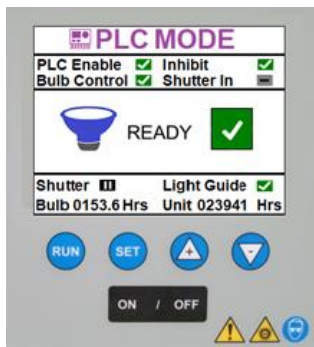 PLC MODE
PLC Enable Inhibit
Bulb Control Shutter In
READY
Shutter Light Guide
Bulb 0153.6 Hrs Unit 023941 Hrs
RUN SET + -
ON / OFF